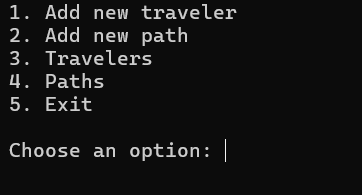 1. Add new traveler
2. Add new path
3. Travelers
4. Paths
5. Exit
Choose an option: